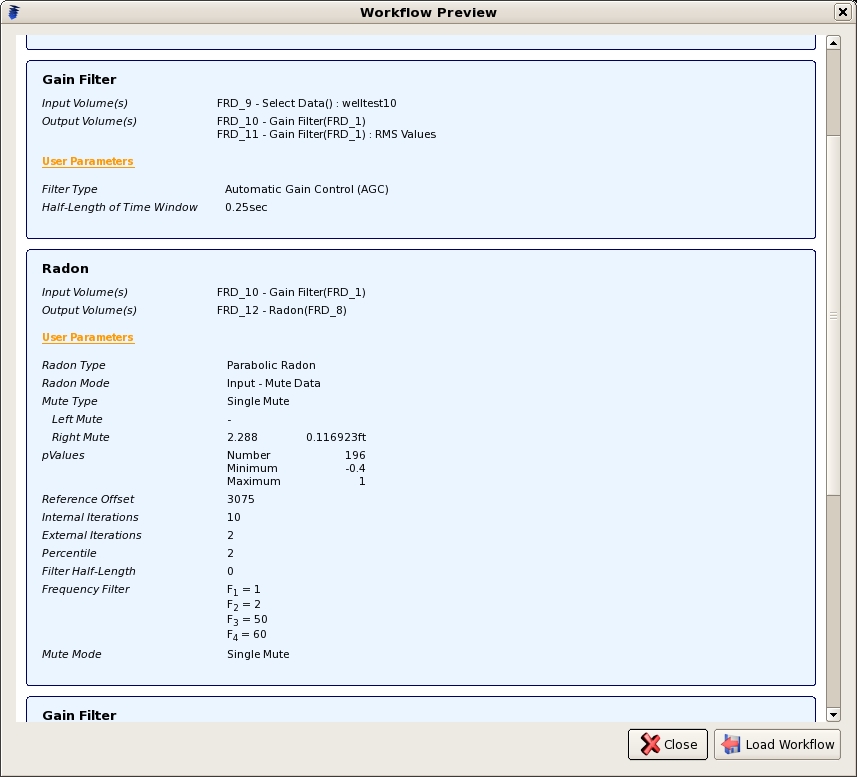 Workflow Preview
Gain Filter
Input Volume(s) FRD_9 - Select Data() : welltest10
Output Volume(s) FRD_10 - Gain Filter(FRD_1)
FRD_11 - Gain Filter(FRD_1) : RMS Values
User Parameters
Filter Type Automatic Gain Control (AGC)
Half-Length of Time Window 0.25sec
Radon
Input Volume(s) FRD_10 - Gain Filter(FRD_1)
Output Volume(s) FRD_12 - Radon(FRD_8)
User Parameters
Radon Type Parabolic Radon
Radon Mode Input - Mute Data
Mute Type Single Mute
Left Mute -
Right Mute 2.288 0.116923ft
pValues Number 196
Minimum -0.4
Maximum 1
Reference Offset 3075
Internal Iterations 10
External Iterations 2
Percentile 2
Filter Half-Length 0
Frequency Filter F1 = 1
F2 = 2
F3 = 50
F4 = 60
Mute Mode Single Mute
Gain Filter
Close Load Workflow